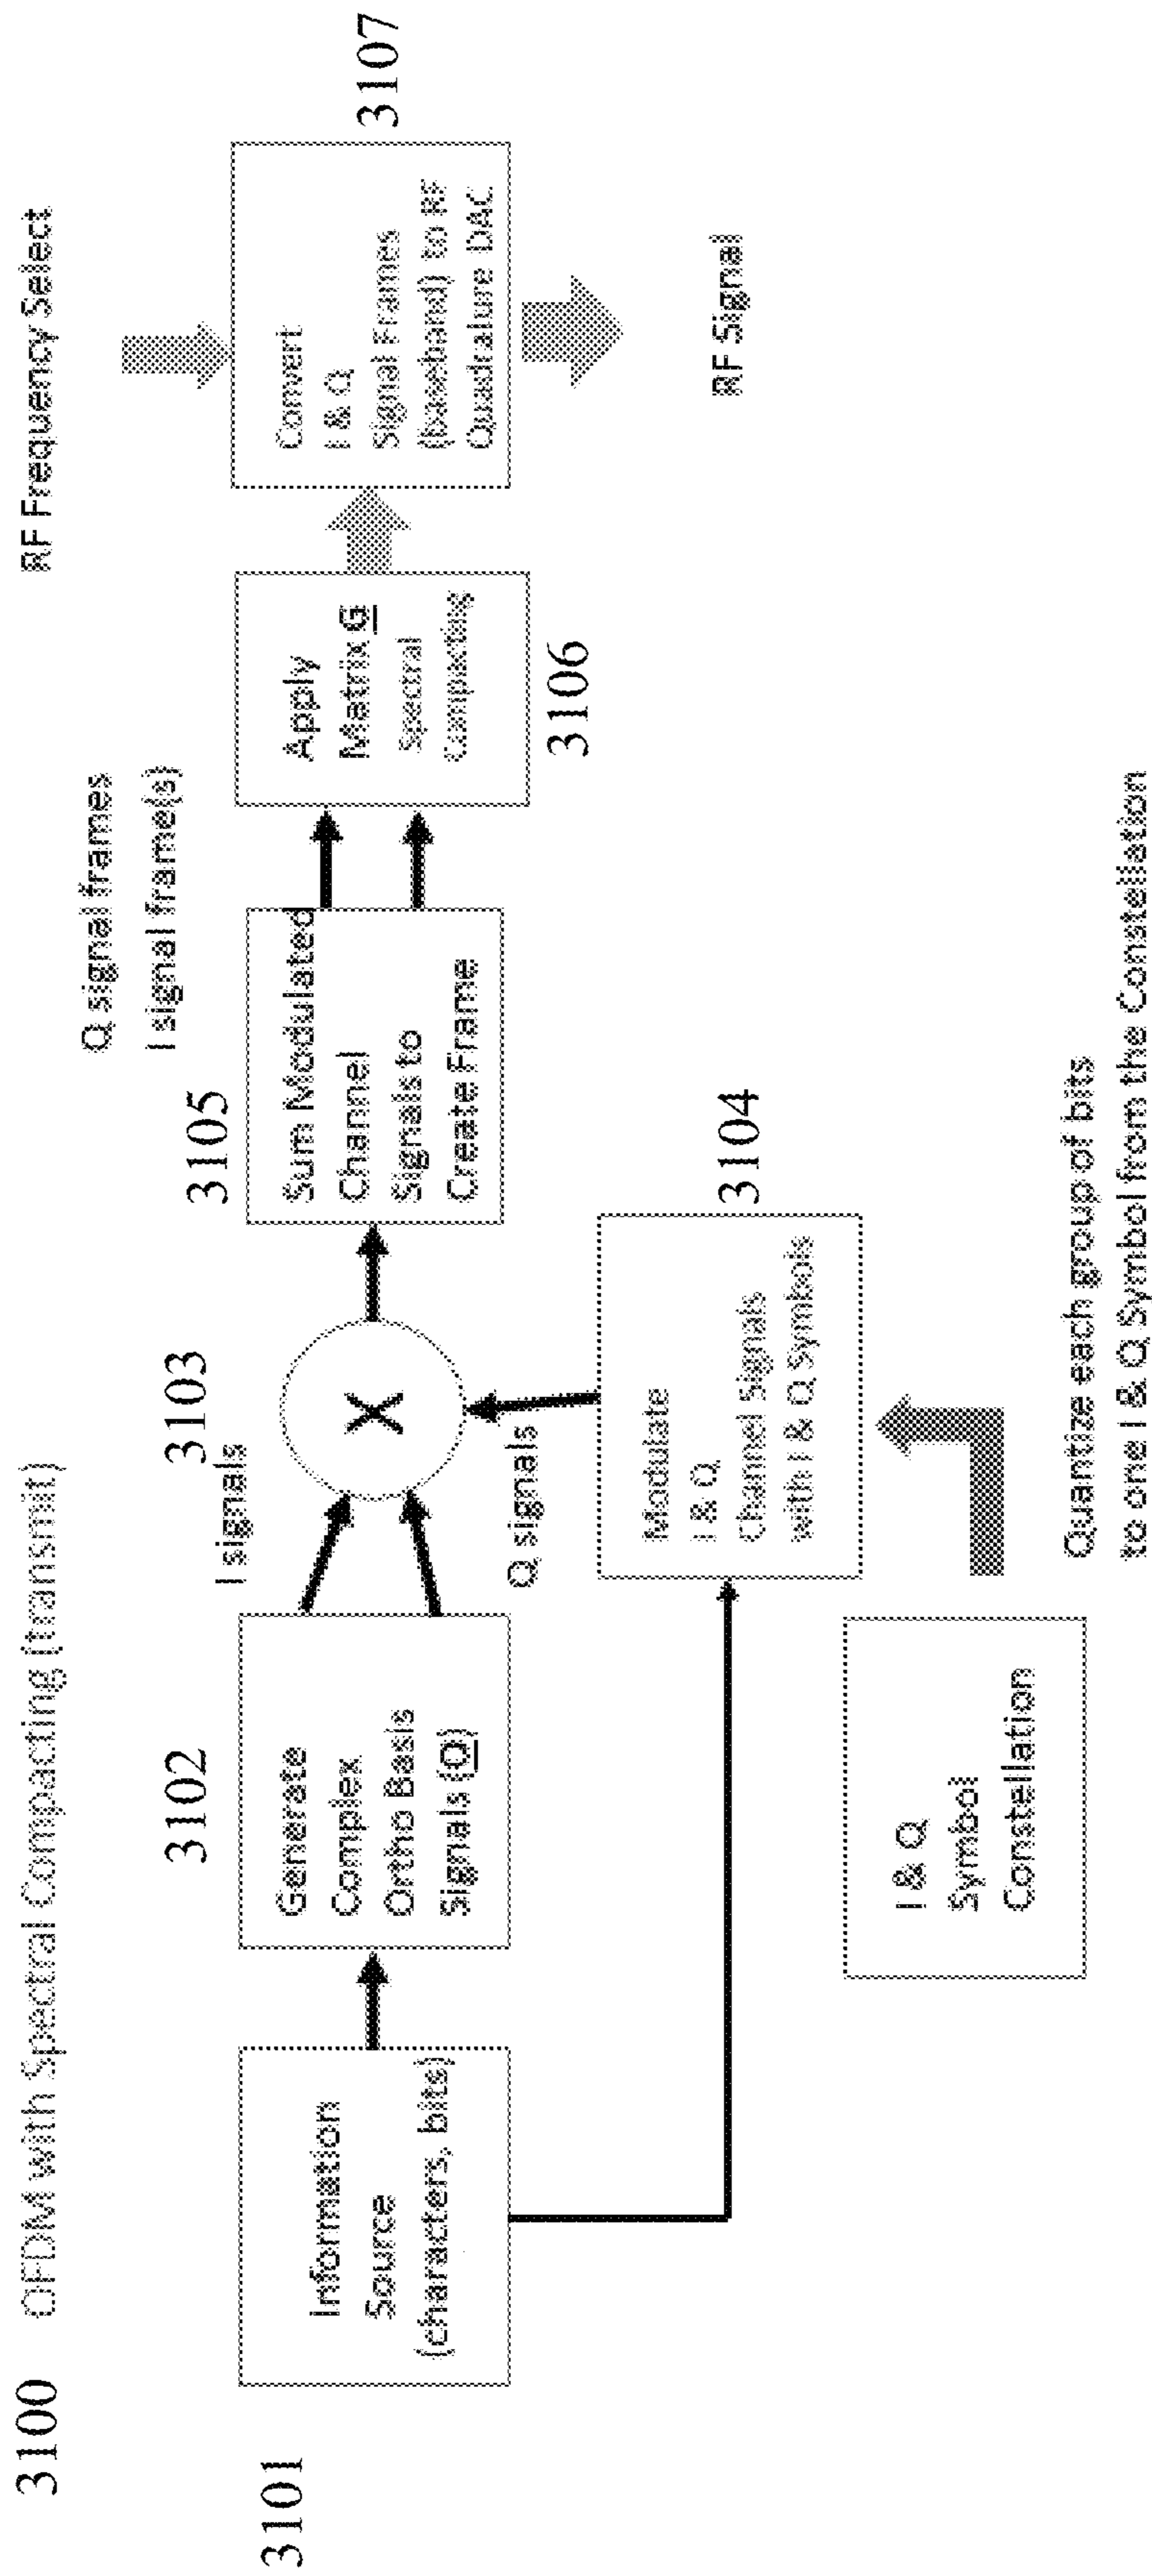 3100 OFDM with Spectral Compacting (transmit)
3101
Information
Source
(characters, bits)
3102
Generate
Complex
Ortho Basis
Signals (O)
I signals
Q signals
3103
X
3104
Modulate
I & Q
Channel Signals
with I & Q Symbols
I & Q
Symbol
Constellation
Quantize each group of bits
to one I & Q Symbol from the Constellation
3105
Sum Modulated
Channel
Signals to
Create Frame
Q signal frames
I signal frame(s)
Apply
Matrix G
Spectral
Compacting
3106
RF Frequency Select
Convert
I & Q
Signal Frames
(baseband) to RF
Quadralure DAC
3107
RF Signal